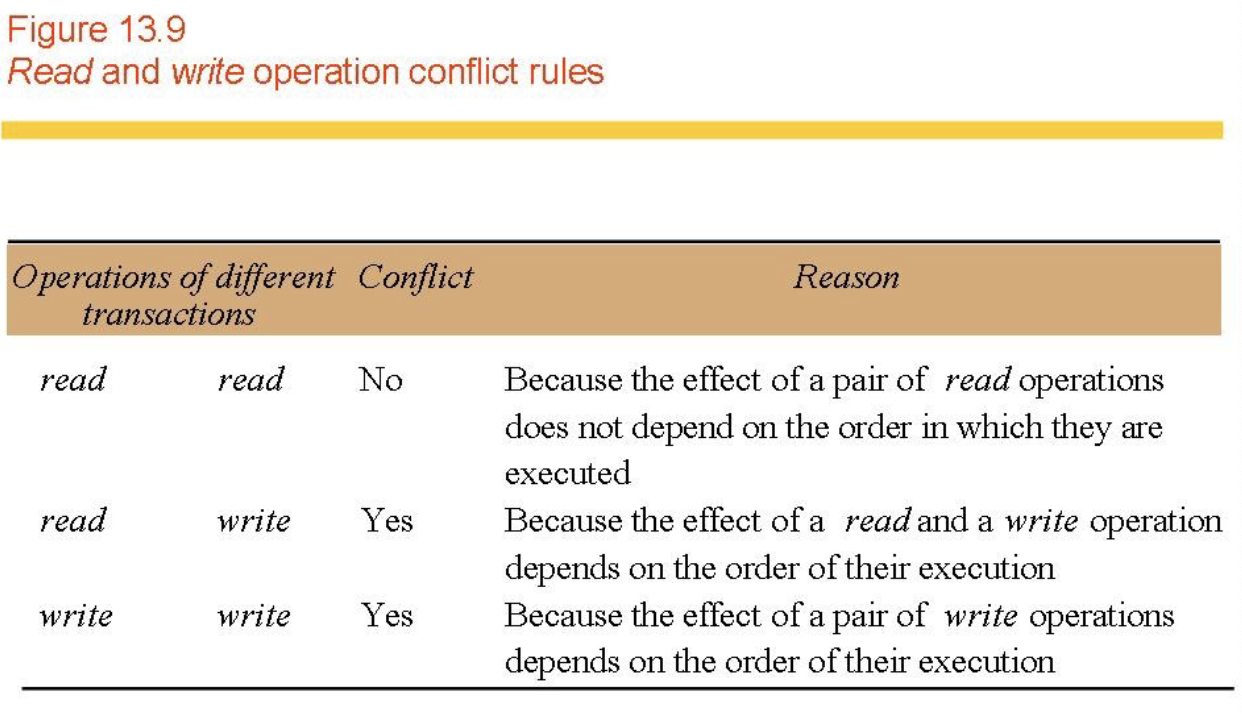 Figure 13.9
Read and write operation conflict rules
Operations of different Conflict Reason
transactions
read read No Because the effect of a pair of read operations
does not depend on the order in which they are
executed
read write Yes Because the effect of a read and a write operation
depends on the order of their execution
write write Yes Because the effect of a pair of write operations
depends on the order of their execution